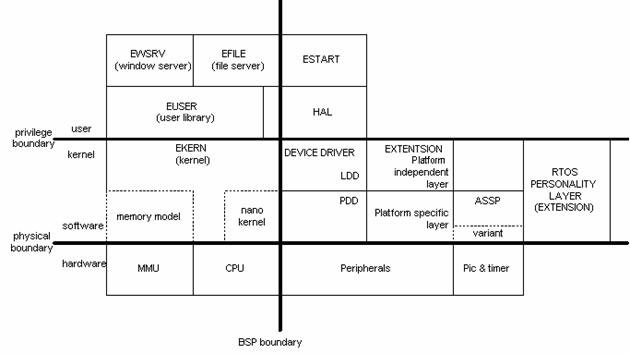 EWSRV
(window server)
EFILE
(file server)
ESTART
EUSER
(user library)
HAL
privilege
boundary
user
kernel
EKERN
(kernel)
DEVICE DRIVER
LDD
EXTENTSION
Platform
independent
layer
RTOS
PERSONALITY
LAYER
(EXTENSION)
memory model
nano
kernel
PDD
Platform specific
layer
ASSP
variant
physical
boundary
software
hardware
MMU
CPU
Peripherals
Pic & timer
BSP boundary